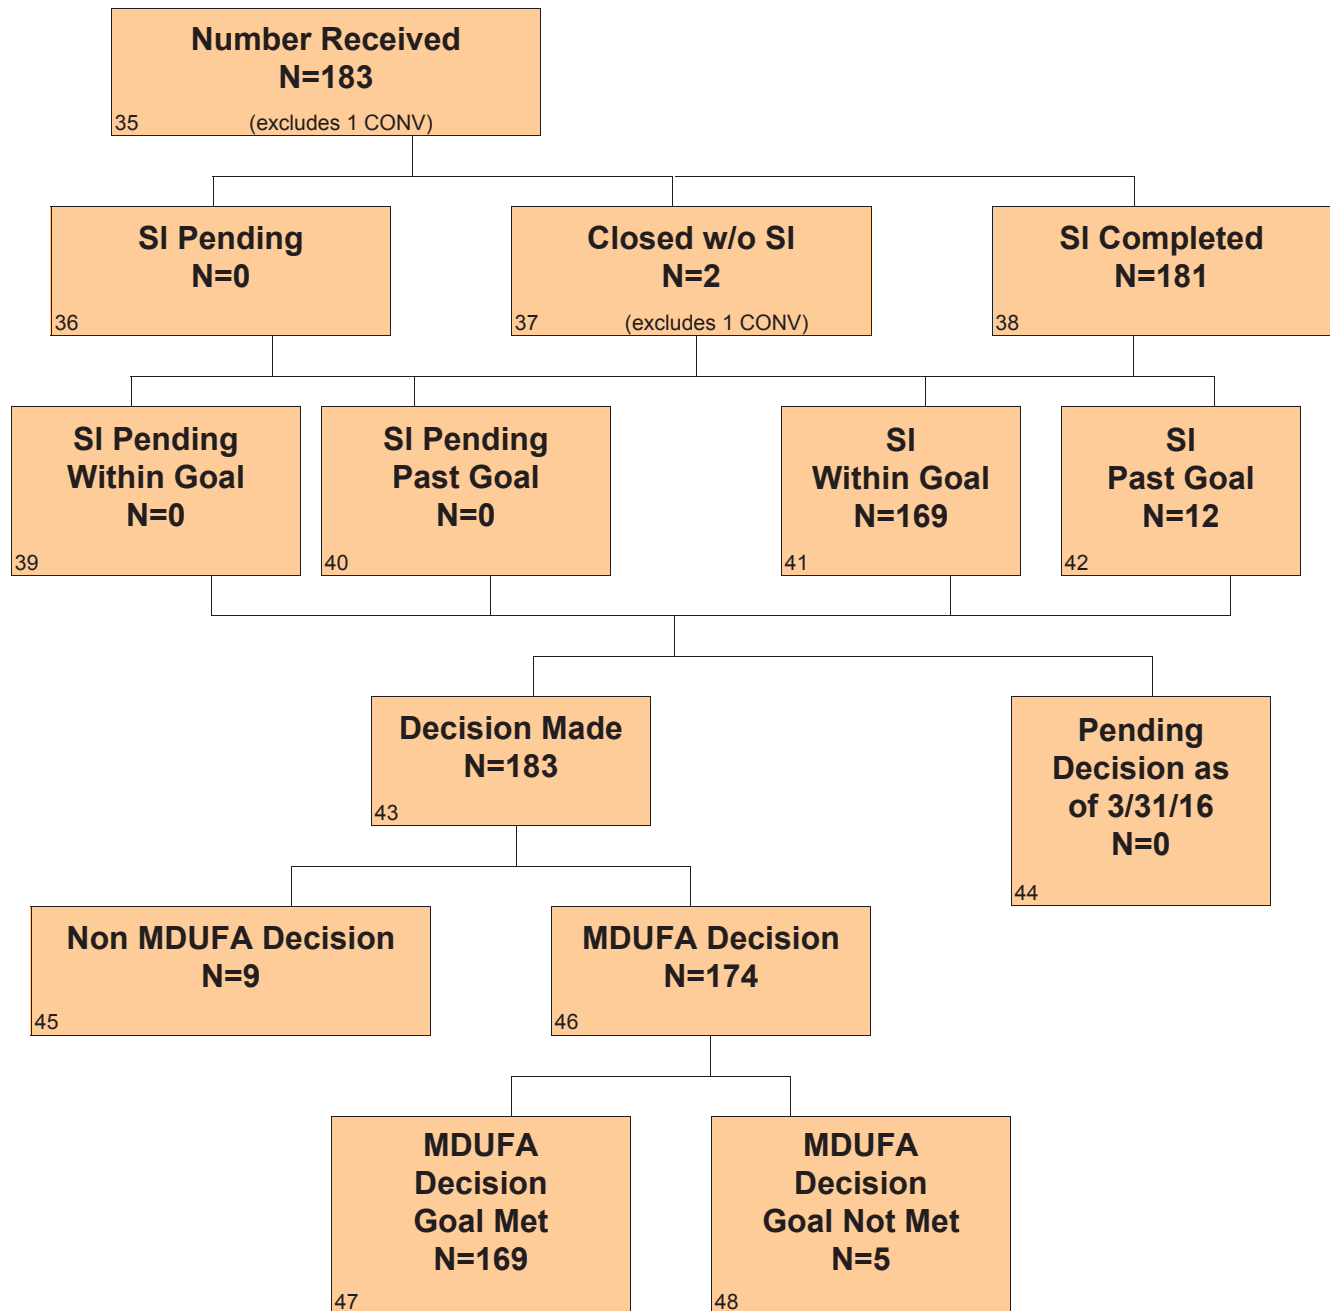 Number Received
N=183
35 (excludes 1 CONV)
SI Pending
N=0
36
Closed w/o SI
N=2
37 (excludes 1 CONV)
SI Completed
N=181
38
SI Pending
Within Goal
N=0
39
SI Pending
Past Goal
N=0
40
SI
Within Goal
N=169
41
SI
Past Goal
N=12
42
Decision Made
N=183
43
Pending
Decision as
of 3/31/16
N=0
44
Non MDUFA Decision
N=9
45
MDUFA Decision
N=174
46
MDUFA
Decision
Goal Met
N=169
47
MDUFA
Decision
Goal Not Met
N=5
48